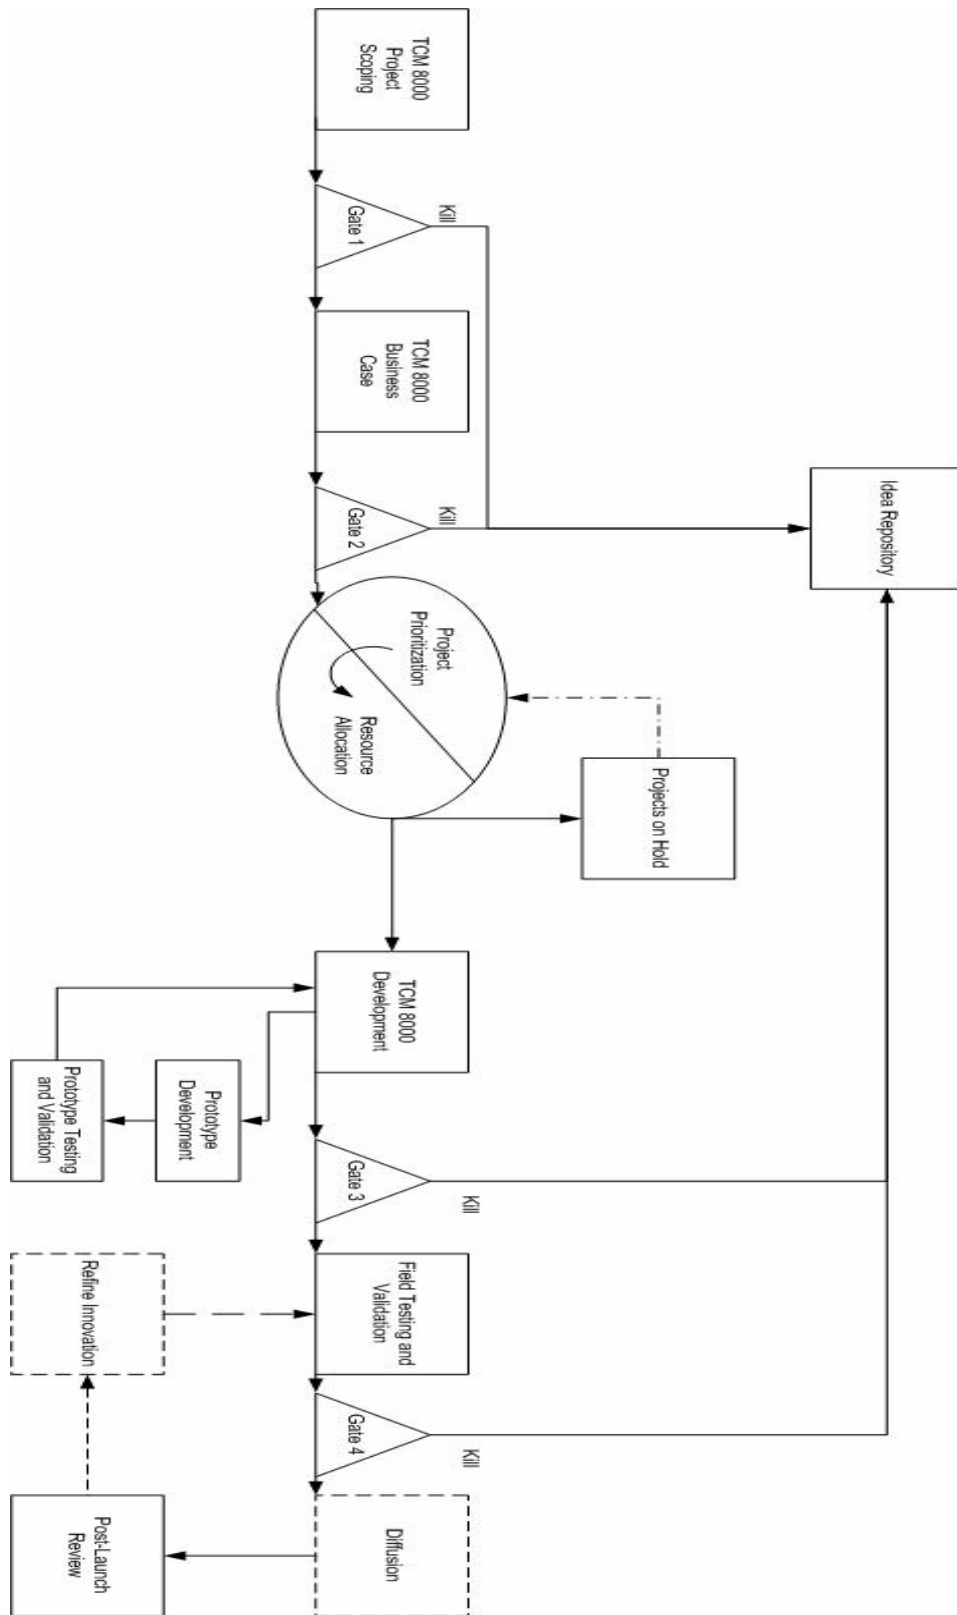 TCM 8000
Project
Scoping
Gate 1
Kill
TCM 8000
Business
Case
Gate 2
Kill
Idea Repository
Project
Prioritization
Resource
Allocation
Projects on Hold
TCM 8000
Development
Prototype
Development
Prototype Testing
and Validation
Gate 3
Kill
Field Testing and
Validation
Refine Innovation
Gate 4
Kill
Diffusion
Post-Launch
Review